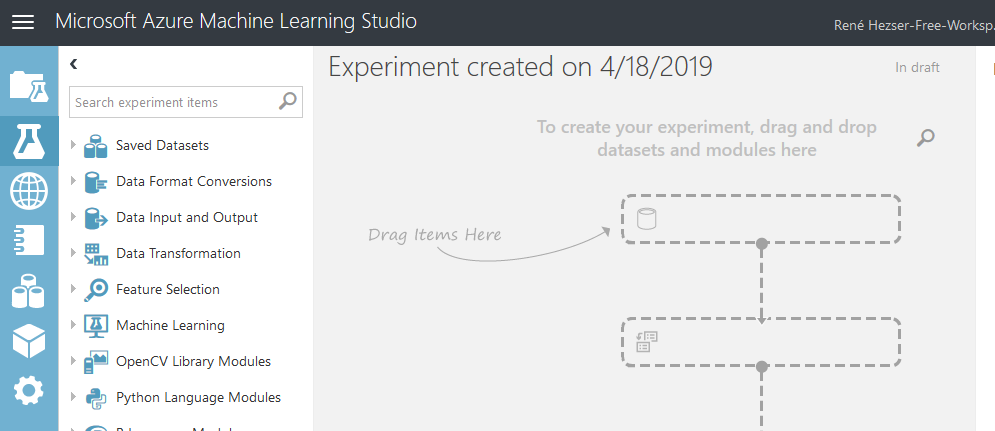 Microsoft Azure Machine Learning Studio
René Hezser-Free-Worksp...
Experiment created on 4/18/2019
In draft
Search experiment items
To create your experiment, drag and drop
datasets and modules here
Saved Datasets
Data Format Conversions
Data Input and Output
Drag Items Here
Data Transformation
Feature Selection
Machine Learning
OpenCV Library Modules
Python Language Modules